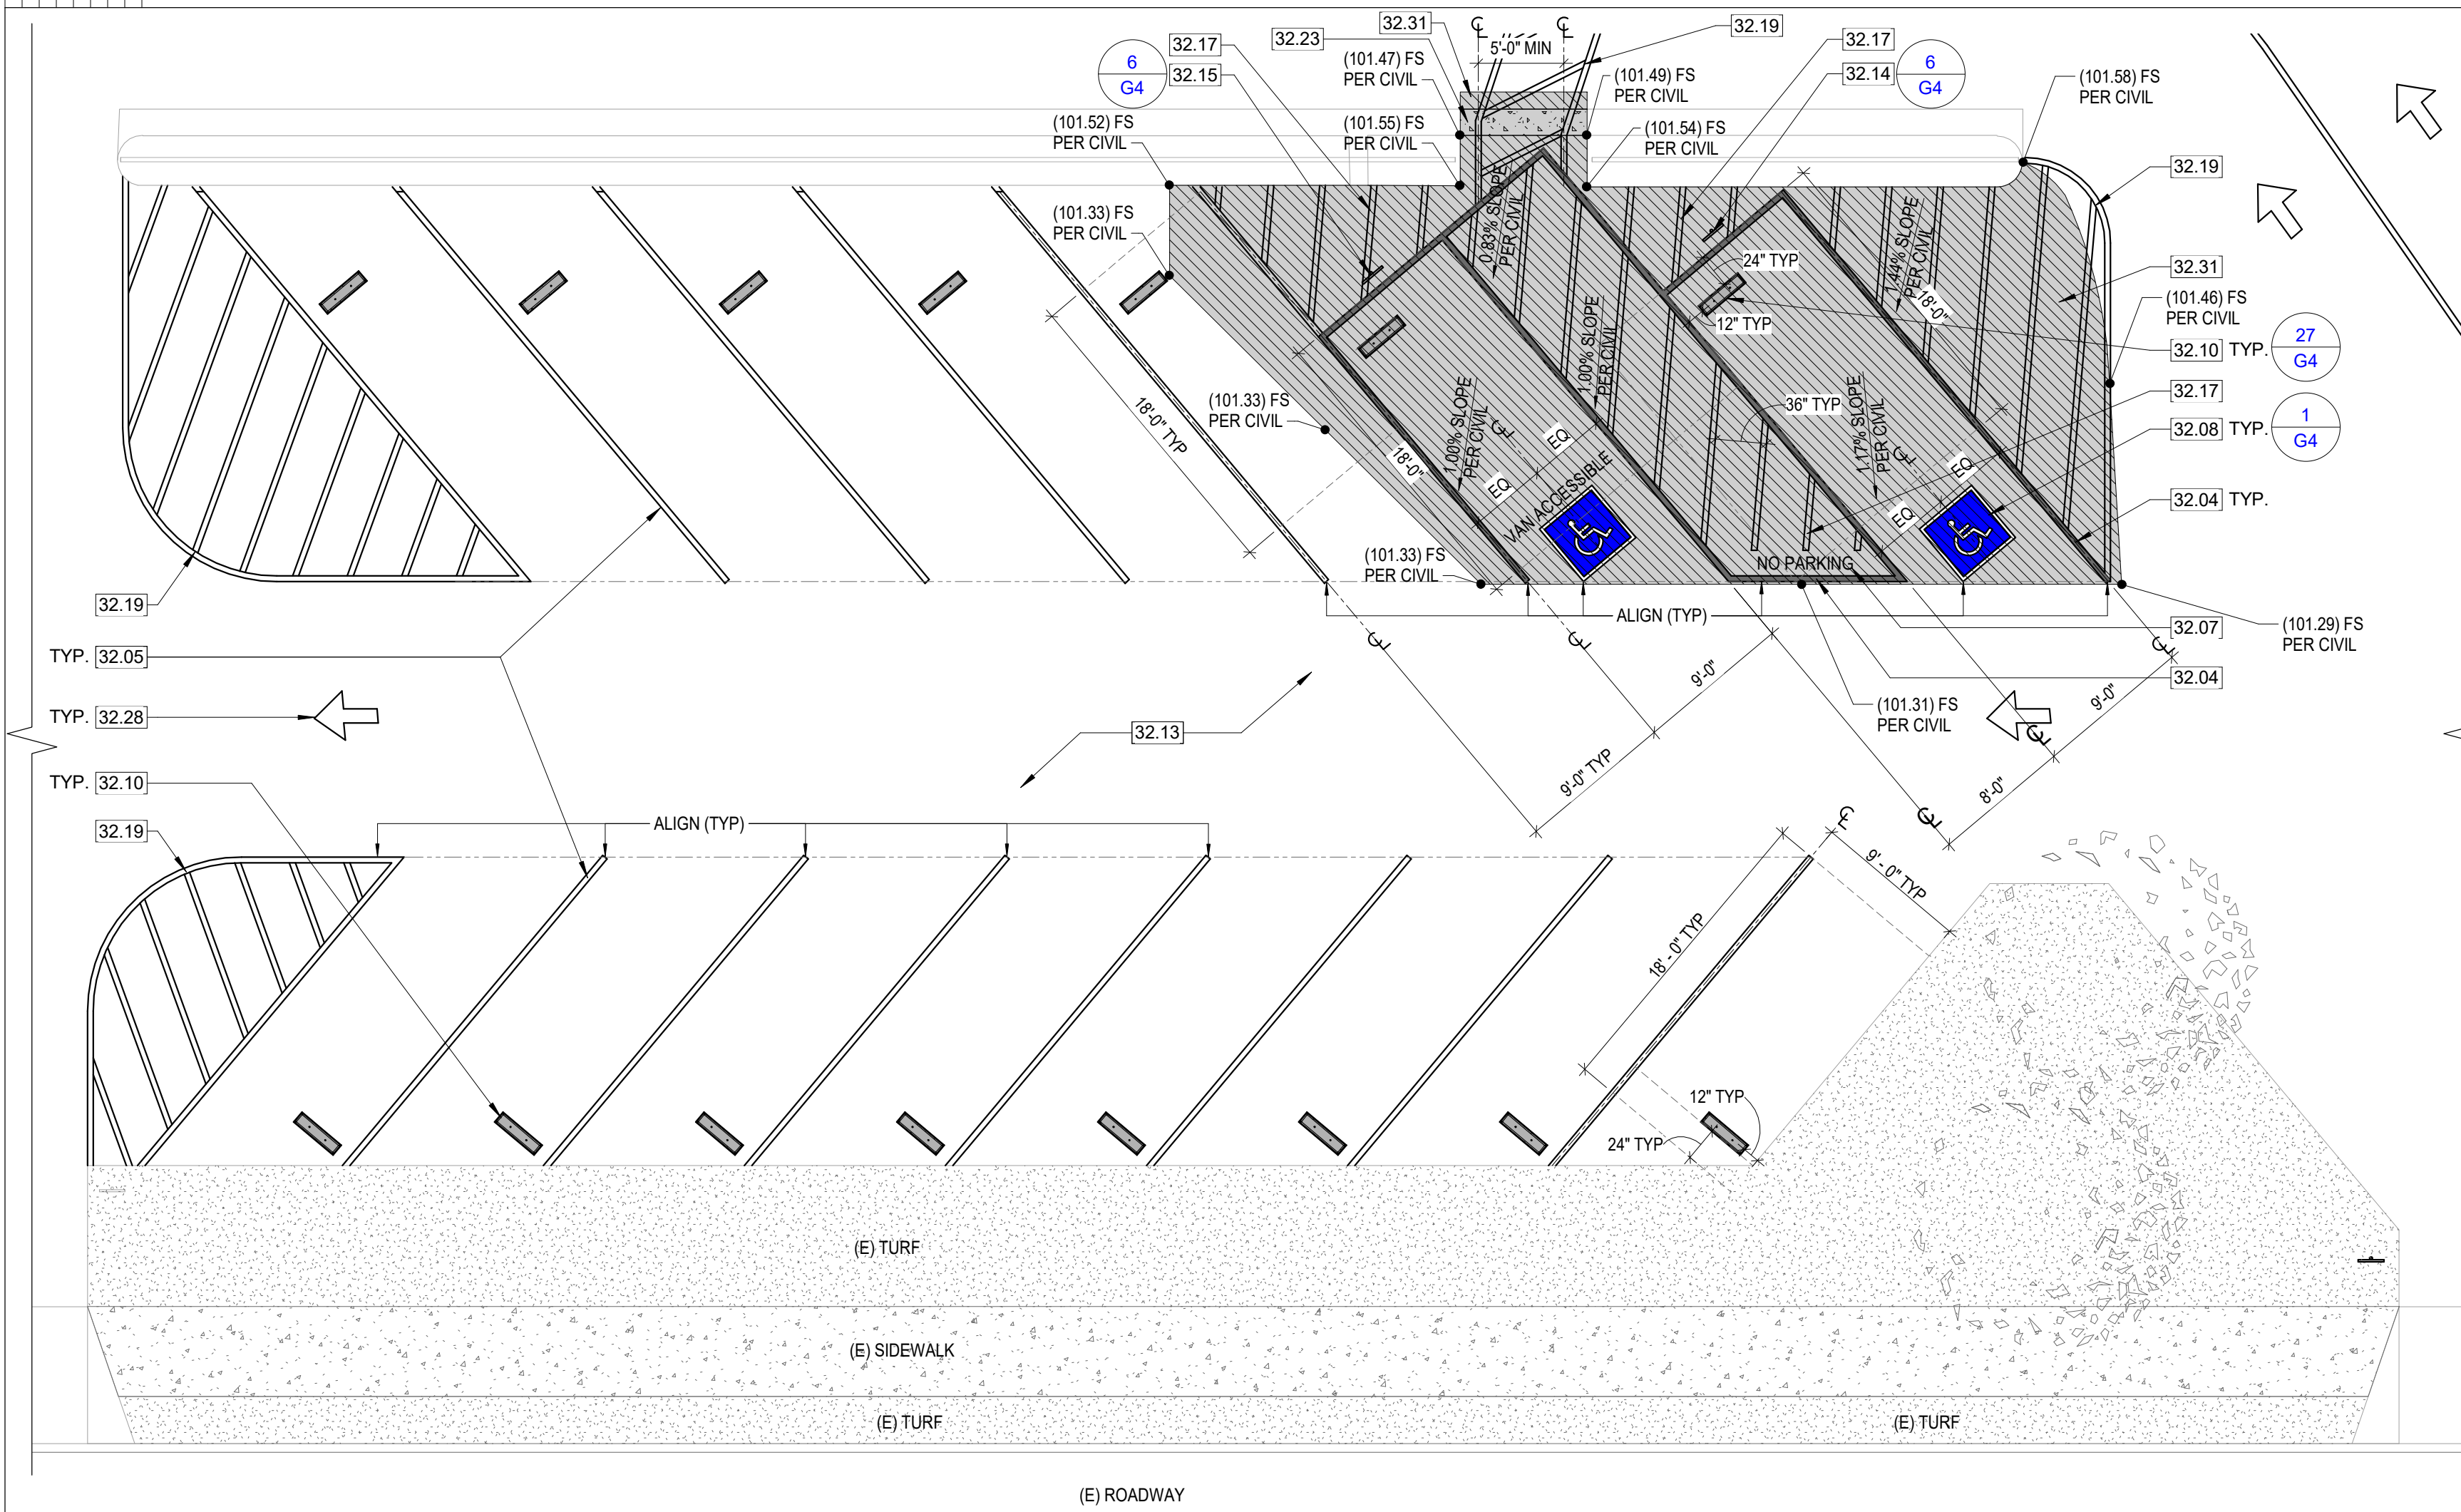 32.31
32.23
32.17
32.15
6
G4
(101.47) FS
PER CIVIL
5'-0" MIN
32.19
(101.49) FS
PER CIVIL
32.17
32.14
6
G4
(101.58) FS
PER CIVIL
(101.52) FS
PER CIVIL
(101.55) FS
PER CIVIL
(101.54) FS
PER CIVIL
32.19
(101.33) FS
PER CIVIL
0.83% SLOPE
PER CIVIL
1.44% SLOPE
PER CIVIL
24" TYP
12" TYP
18'-0"
32.31
(101.46) FS
PER CIVIL
32.10 TYP.
27
G4
32.17
32.08 TYP.
1
G4
32.04 TYP.
18'-0" TYP
(101.33) FS
PER CIVIL
18'-0"
1.00% SLOPE
PER CIVIL
1.00% SLOPE
PER CIVIL
36" TYP
1.17% SLOPE
PER CIVIL
EQ
EQ
EQ
EQ
VAN ACCESSIBLE
NO PARKING
(101.33) FS
PER CIVIL
ALIGN (TYP)
32.07
(101.29) FS
PER CIVIL
32.04
(101.31) FS
PER CIVIL
9'-0"
9'-0" TYP
9'-0"
8'-0"
32.19
TYP. 32.05
TYP. 32.28
32.13
TYP. 32.10
32.19
ALIGN (TYP)
9' - 0" TYP
18' - 0" TYP
12" TYP
24" TYP
(E) TURF
(E) SIDEWALK
(E) TURF
(E) TURF
(E) ROADWAY